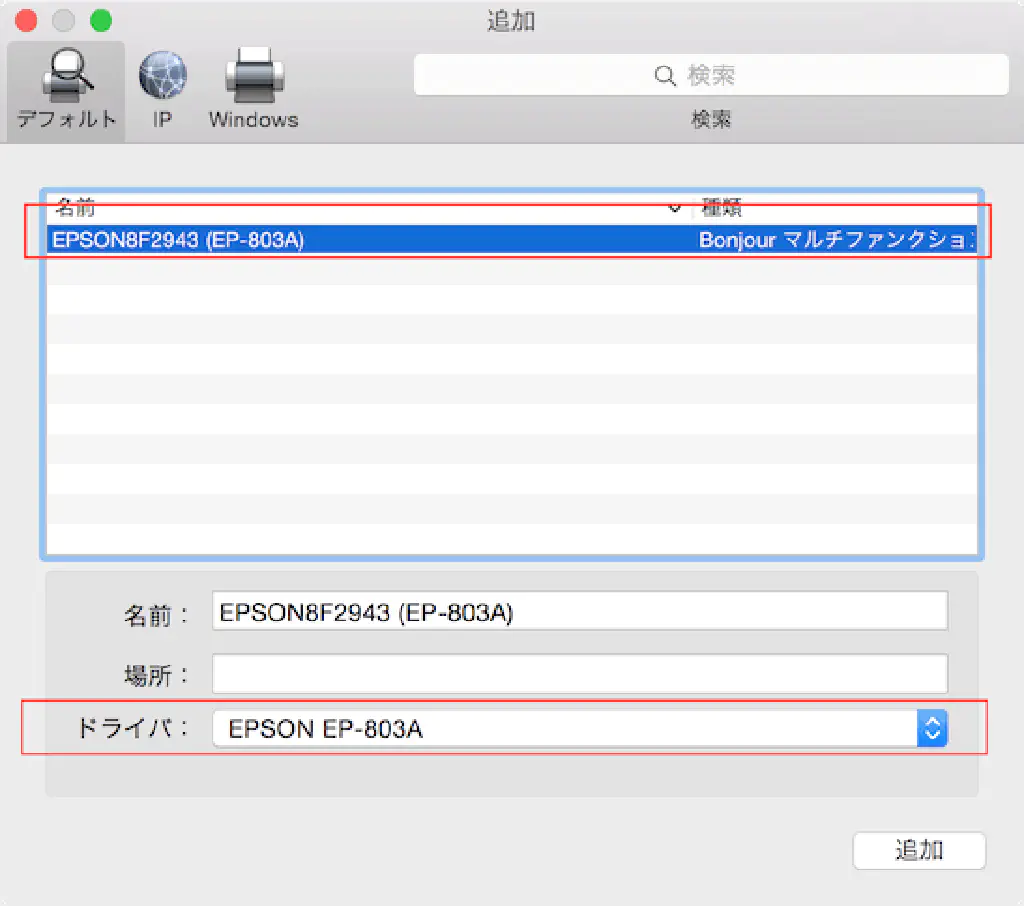 追加
デフォルト
IP
Windows
検索
検索
名前
種類
EPSON8F2943 (EP-803A)
Bonjour マルチファンクショ
名前：
EPSON8F2943 (EP-803A)
場所：
ドライバ：
EPSON EP-803A
追加